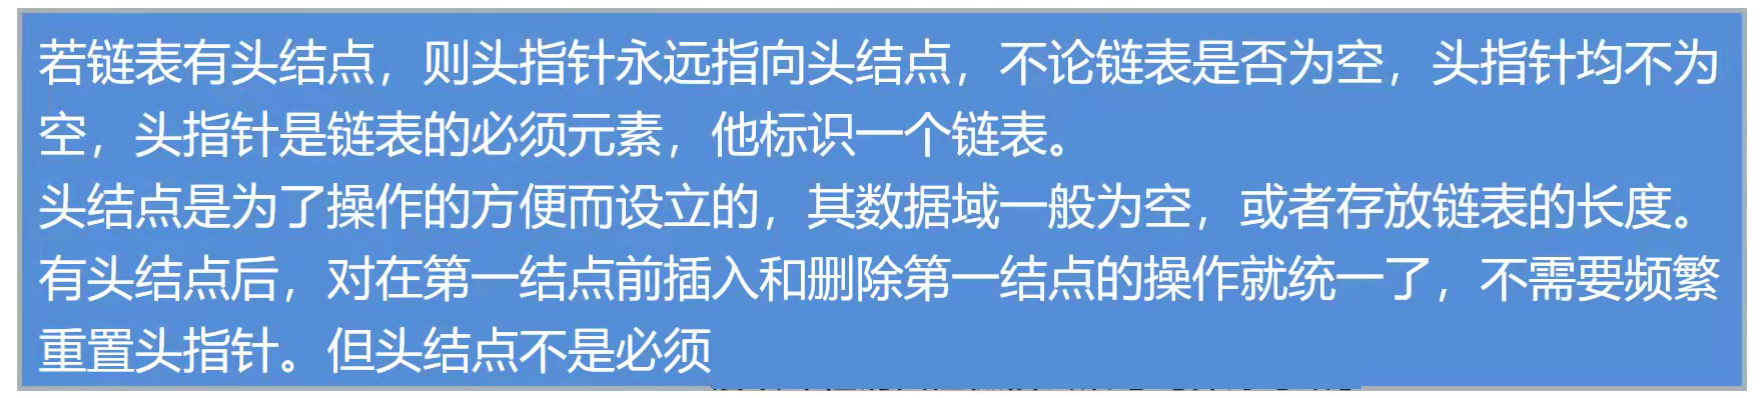 若链表有头结点，则头指针永远指向头结点，不论链表是否为空，头指针均不为
空，头指针是链表的必须元素，他标识一个链表。
头结点是为了操作的方便而设立的，其数据域一般为空，或者存放链表的长度。
有头结点后，对在第一结点前插入和删除第一结点的操作就统一了，不需要频繁
重置头指针。但头结点不是必须